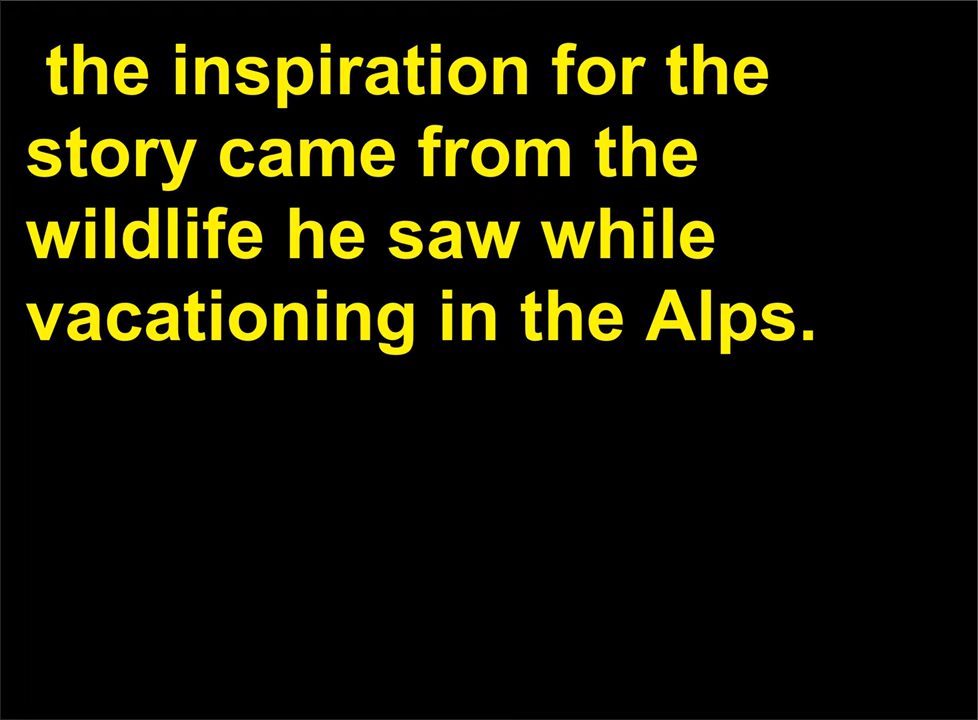 the inspiration for the
story came from the
wildlife he saw while
vacationing in the Alps.